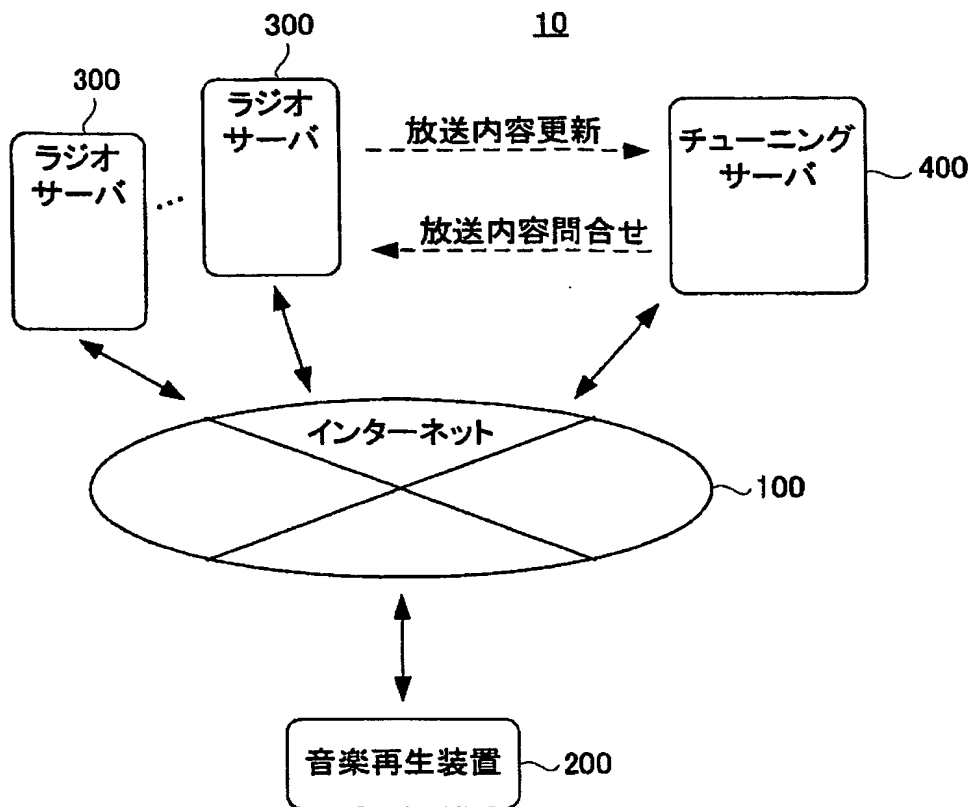 10
300
300
ラジオ
サーバ
ラジオ
サーバ
…
放送内容更新
放送内容問合せ
チューニング
サーバ
400
インターネット
100
音楽再生装置
200